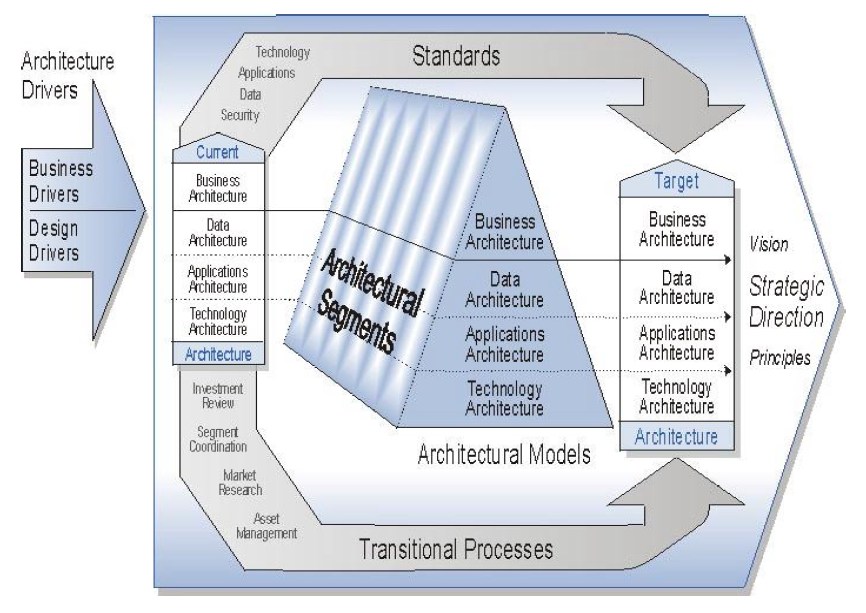 Architecture
Drivers
Business
Drivers
Design
Drivers
Technology
Applications
Data
Security
Standards
Current
Business
Architecture
Data
Architecture
Applications
Architecture
Technology
Architecture
Architecture
Architectural
Segments
Business
Architecture
Data
Architecture
Applications
Architecture
Technology
Architecture
Architectural Models
Target
Business
Architecture
Data
Architecture
Applications
Architecture
Technology
Architecture
Architecture
Vision
Strategic
Direction
Principles
Investment
Review
Segment
Coordination
Market
Research
Asset
Management
Transitional Processes